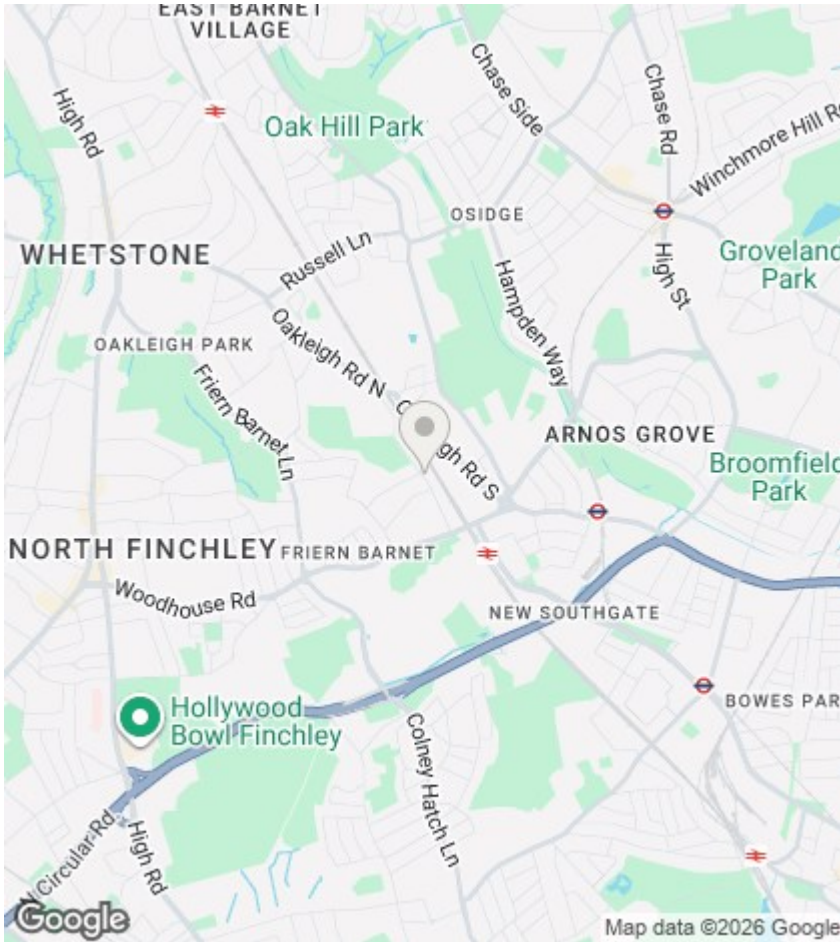 EAST BARNET
VILLAGE
High Rd
Oak Hill Park
Chase Side
Chase Rd
Winchmore Hill R
OSIDGE
WHETSTONE
Russell Ln
High St
Groveland
Park
Hampden Way
Oakleigh Rd N
OAKLEIGH PARK
Friern Barnet Ln
O gh Rd S
ARNOS GROVE
Broomfield
Park
NORTH FINCHLEY
FRIERN BARNET
Woodhouse Rd
NEW SOUTHGATE
Hollywood
Bowl Finchley
BOWES PAR
Colney Hatch Ln
N Circular Rd
High Rd
Google
Map data ©2026 Google